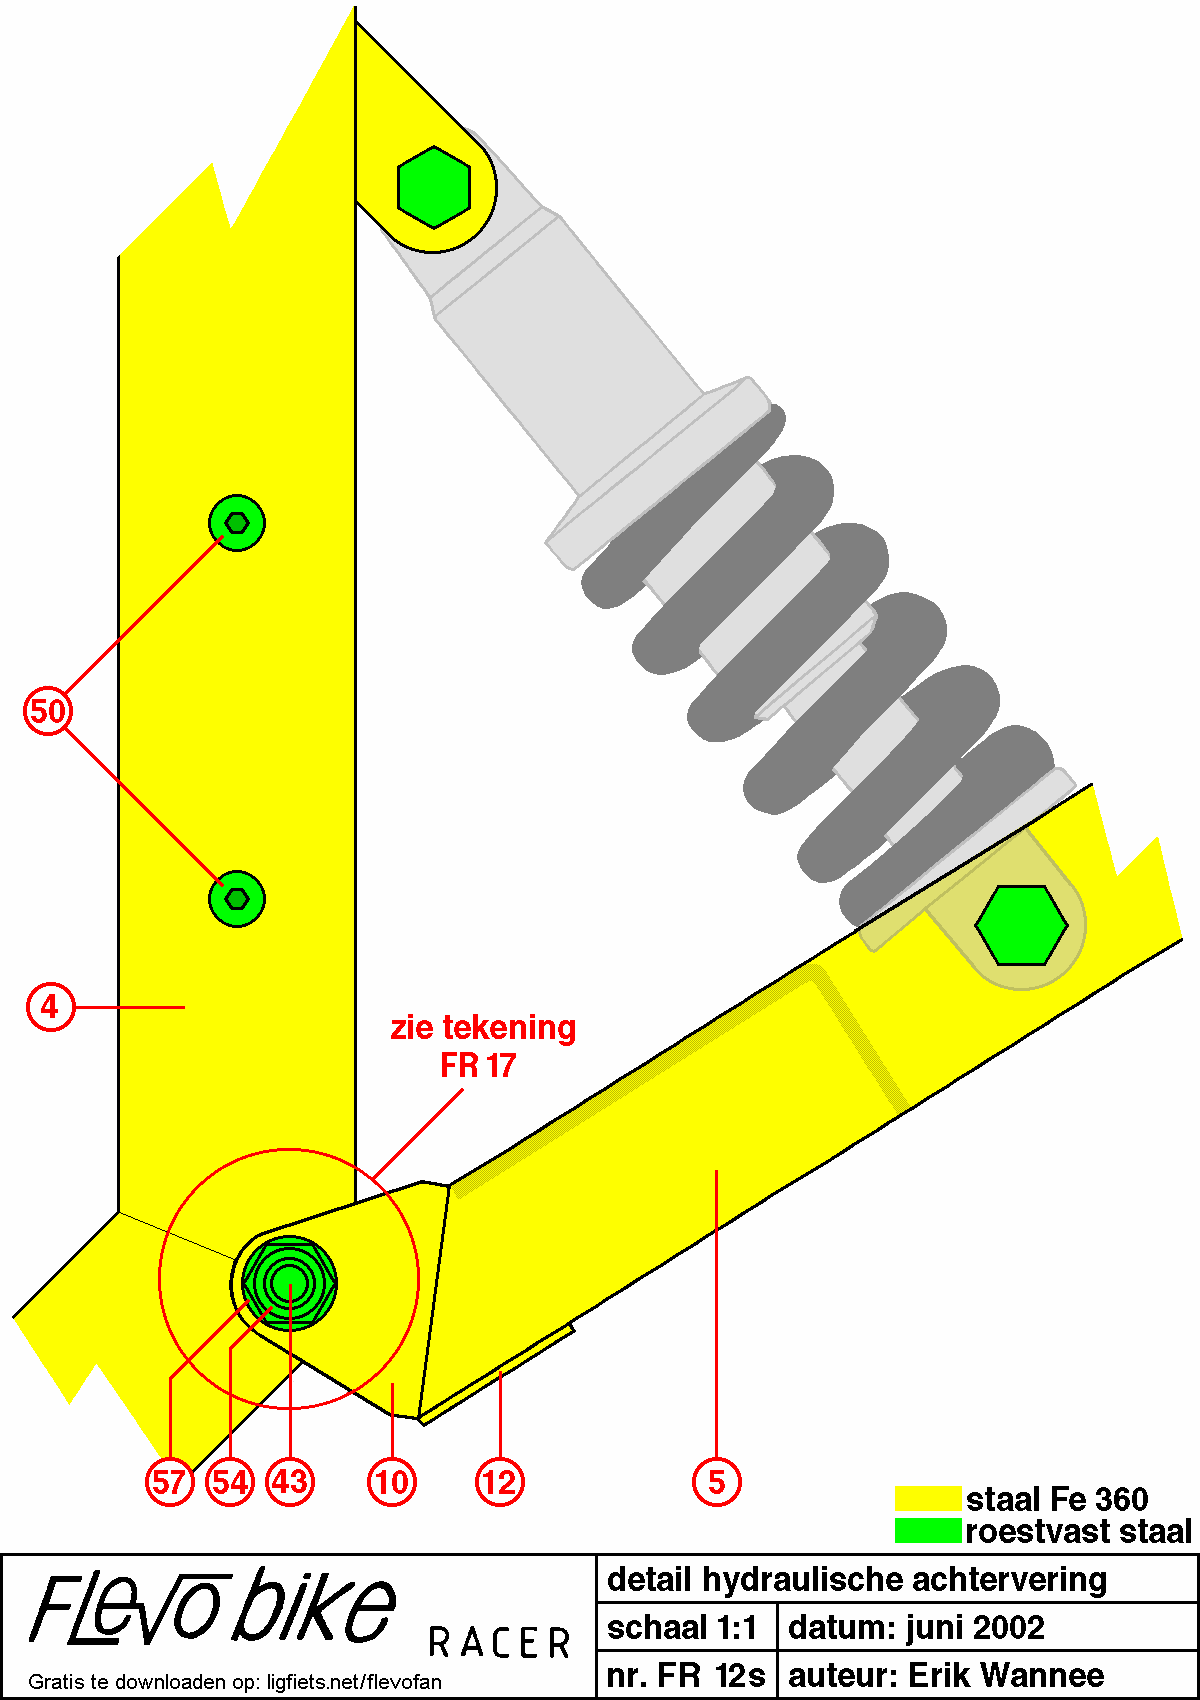 50
4
zie tekening
FR 17
57 54 43 10 12 5
staal Fe 360
roestvast staal
Flevo bike RACER
Gratis te downloaden op: ligfiets.net/flevofan
detail hydraulische achtervering
schaal 1:1 datum: juni 2002
nr. FR 12s auteur: Erik Wannee